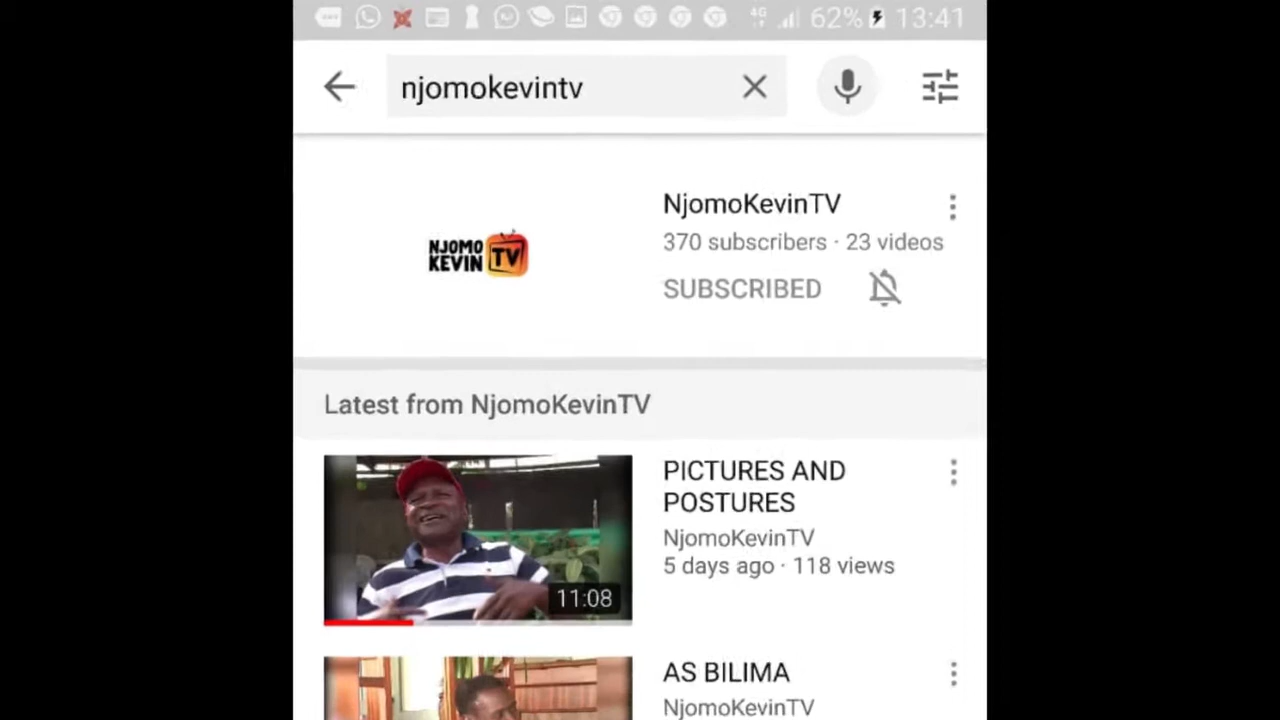 4G 62% 13:41
njomokevintv
NjomoKevinTV
370 subscribers · 23 videos
NJOMO
KEVIN TV
SUBSCRIBED
Latest from NjomoKevinTV
PICTURES AND
POSTURES
NjomoKevinTV
5 days ago · 118 views
11:08
AS BILIMA
NjomoKevinTV